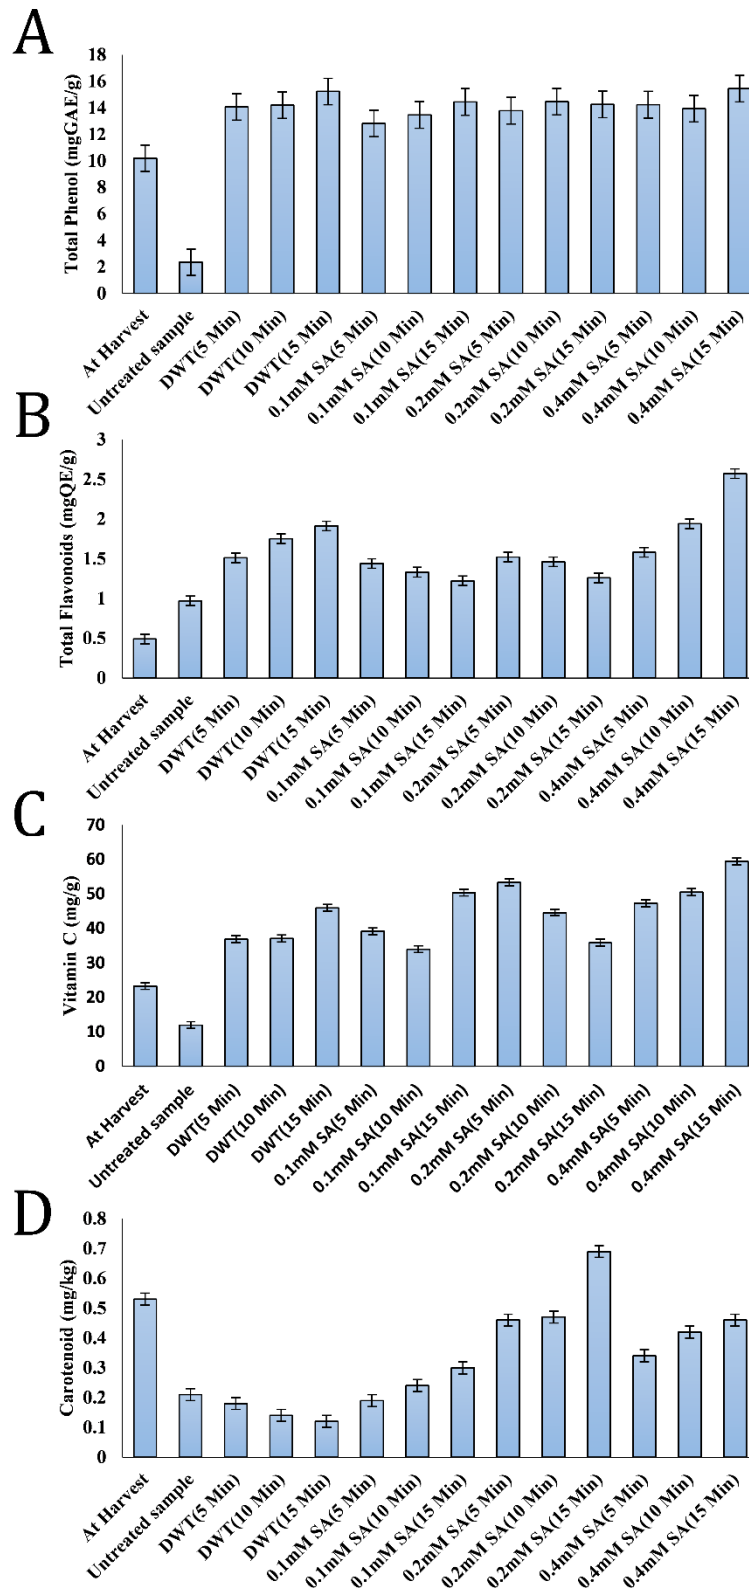 A
Total Phenol (mgGAE/g)
18
16
14
12
10
8
6
4
2
0
At Harvest
Untreated sample
DWT(5 Min)
DWT(10 Min)
DWT(15 Min)
0.1mM SA(5 Min)
0.1mM SA(10 Min)
0.1mM SA(15 Min)
0.2mM SA(5 Min)
0.2mM SA(10 Min)
0.2mM SA(15 Min)
0.4mM SA(5 Min)
0.4mM SA(10 Min)
0.4mM SA(15 Min)
B
Total Flavonoids (mgQE/g)
3
2.5
2
1.5
1
0.5
0
At Harvest
Untreated sample
DWT(5 Min)
DWT(10 Min)
DWT(15 Min)
0.1mM SA(5 Min)
0.1mM SA(10 Min)
0.1mM SA(15 Min)
0.2mM SA(5 Min)
0.2mM SA(10 Min)
0.2mM SA(15 Min)
0.4mM SA(5 Min)
0.4mM SA(10 Min)
0.4mM SA(15 Min)
C
Vitamin C (mg/g)
70
60
50
40
30
20
10
0
At Harvest
Untreated sample
DWT(5 Min)
DWT(10 Min)
DWT(15 Min)
0.1mM SA(5 Min)
0.1mM SA(10 Min)
0.1mM SA(15 Min)
0.2mM SA(5 Min)
0.2mM SA(10 Min)
0.2mM SA(15 Min)
0.4mM SA(5 Min)
0.4mM SA(10 Min)
0.4mM SA(15 Min)
D
Carotenoid (mg/kg)
0.8
0.7
0.6
0.5
0.4
0.3
0.2
0.1
0
At Harvest
Untreated sample
DWT(5 Min)
DWT(10 Min)
DWT(15 Min)
0.1mM SA(5 Min)
0.1mM SA(10 Min)
0.1mM SA(15 Min)
0.2mM SA(5 Min)
0.2mM SA(10 Min)
0.2mM SA(15 Min)
0.4mM SA(5 Min)
0.4mM SA(10 Min)
0.4mM SA(15 Min)